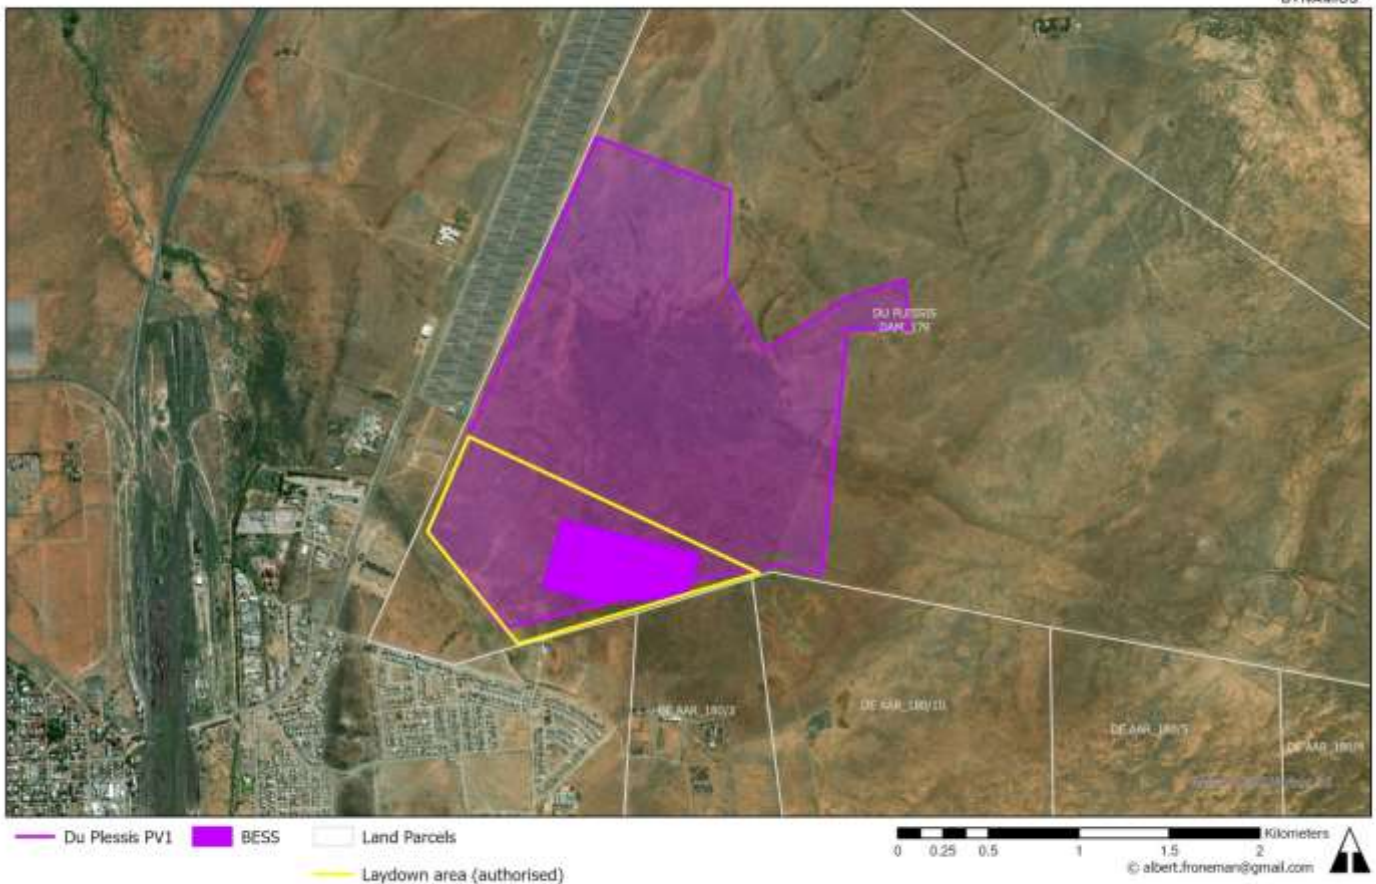 DU PLESSIS
DAM_179
DE AAR_180/3
DE AAR_180/10
DE AAR_180/5
Du Plessis PV1
BESS
Land Parcels
Laydown area (authorised)
Kilometers
0 0.25 0.5 1 1.5 2
© albert.froneman@gmail.com